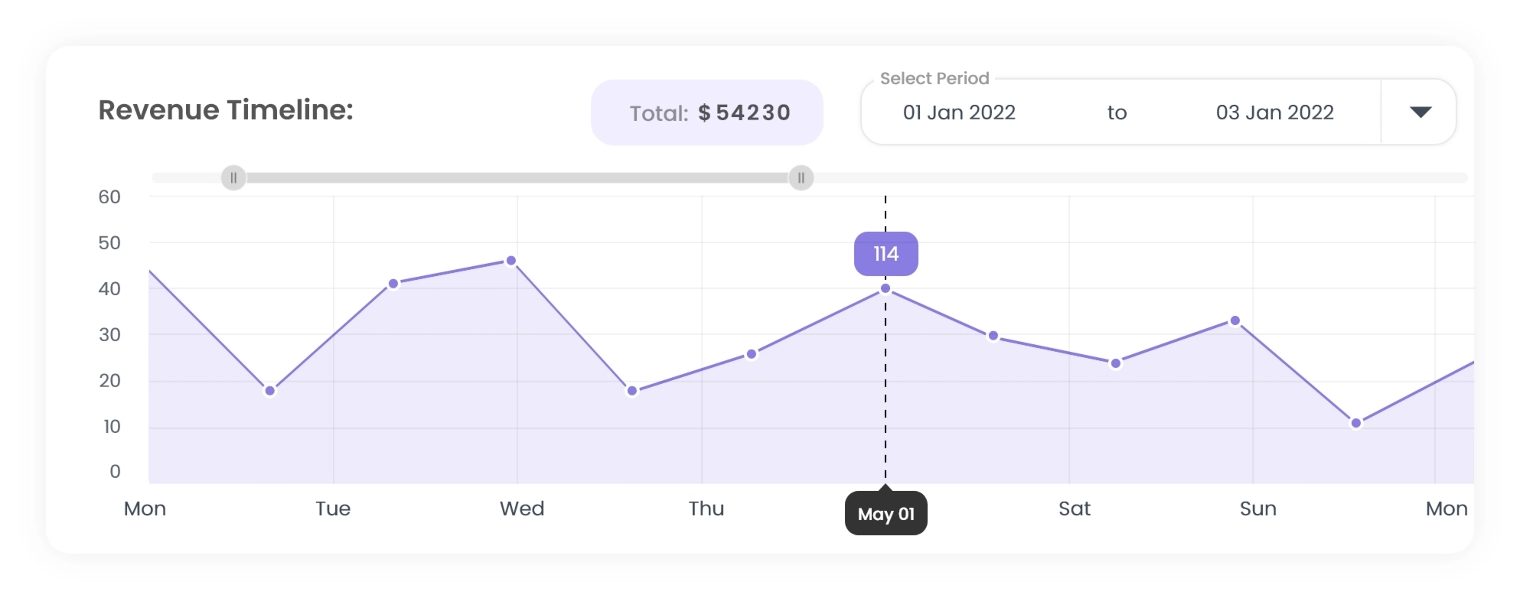 Select Period
Revenue Timeline:
Total: $ 54230
01 Jan 2022 to 03 Jan 2022
60
50
114
40
30
20
10
0
Mon Tue Wed Thu May 01 Sat Sun Mon